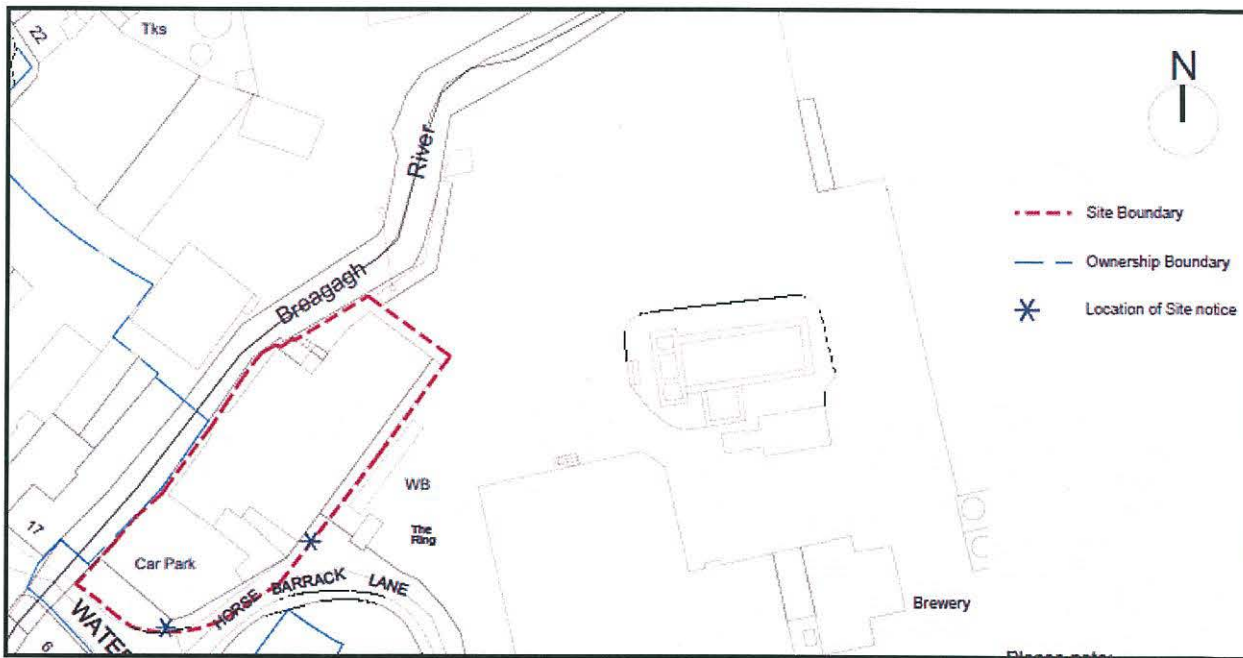 22
Tks
N
River
Site Boundary
Ownership Boundary
Location of Site notice
Breagagh
WB
The
Ring
17
Car Park
HORSE BARRACK LANE
Brewery
6